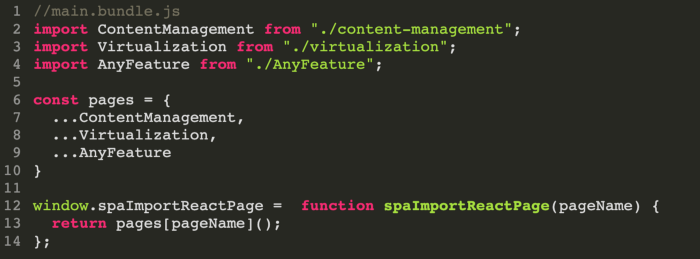 1 //main.bundle.js
2 import ContentManagement from "./content-management";
3 import Virtualization from "./virtualization";
4 import AnyFeature from "./AnyFeature";
5
6 const pages = {
7   ...ContentManagement,
8   ...Virtualization,
9   ...AnyFeature
10 }
11
12 window.spaImportReactPage =  function spaImportReactPage(pageName) {
13   return pages[pageName]();
14 };